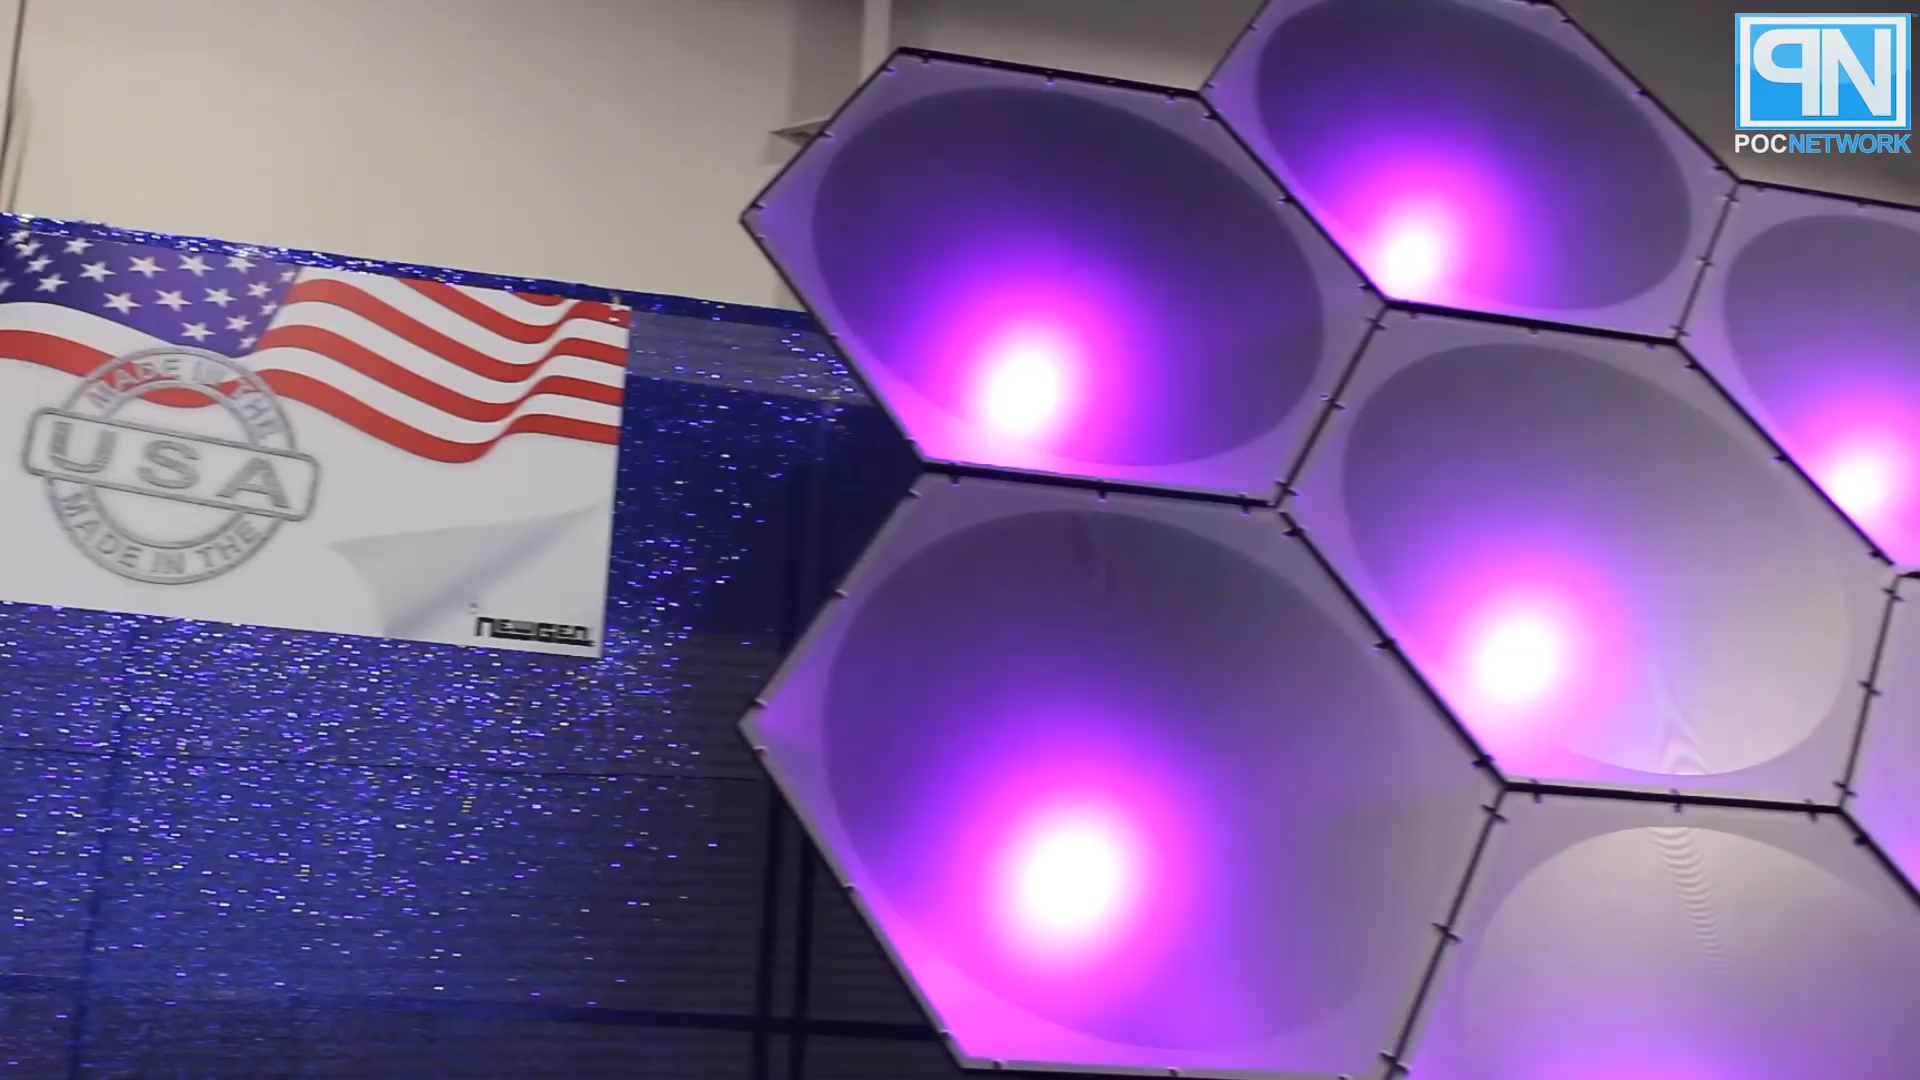 PN
POCNETWORK
MADE IN THE
USA
MADE IN THE
NEWGEN